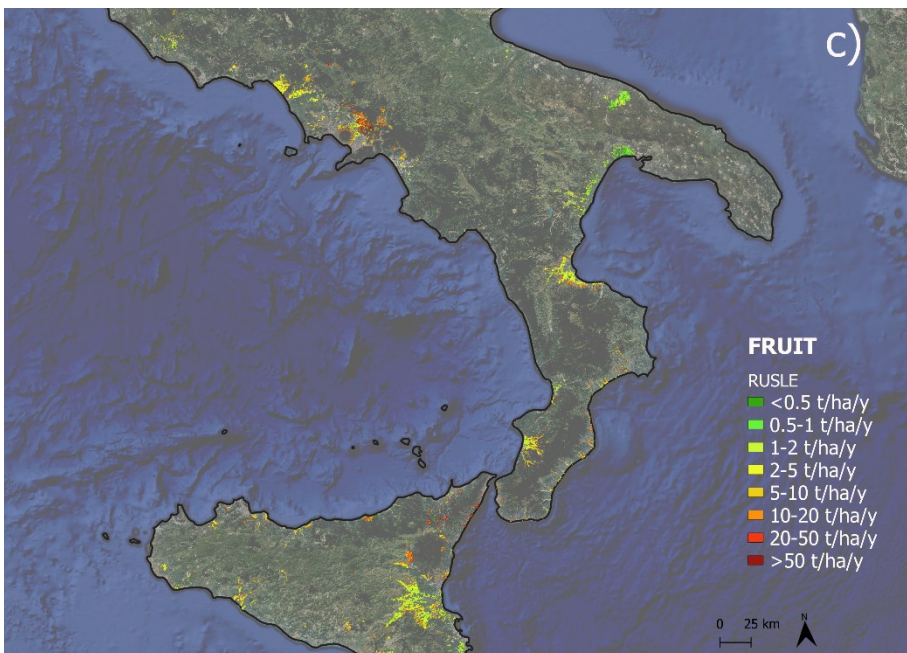 c)
FRUIT
RUSLE
<0.5 t/ha/y
0.5-1 t/ha/y
1-2 t/ha/y
2-5 t/ha/y
5-10 t/ha/y
10-20 t/ha/y
20-50 t/ha/y
>50 t/ha/y
0 25 km
N